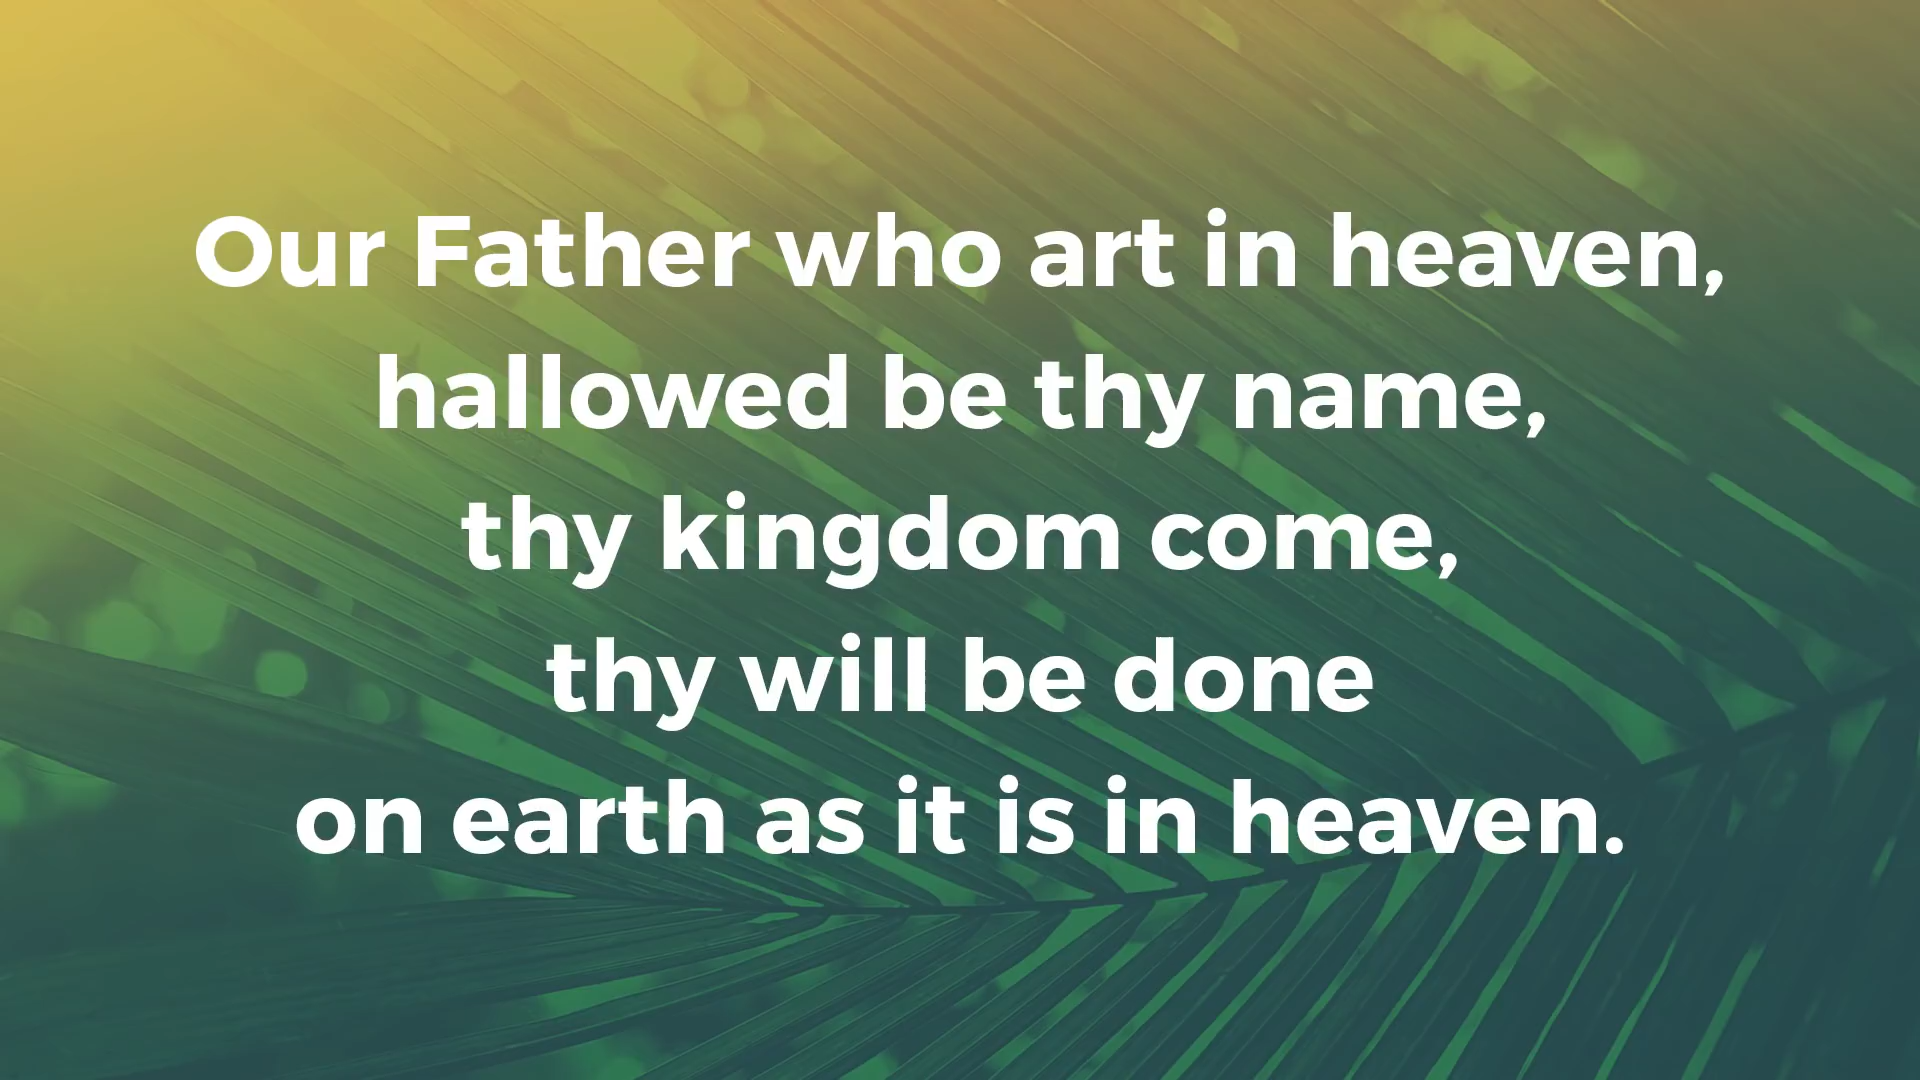 Our Father who art in heaven,
hallowed be thy name,
thy kingdom come,
thy will be done
on earth as it is in heaven.